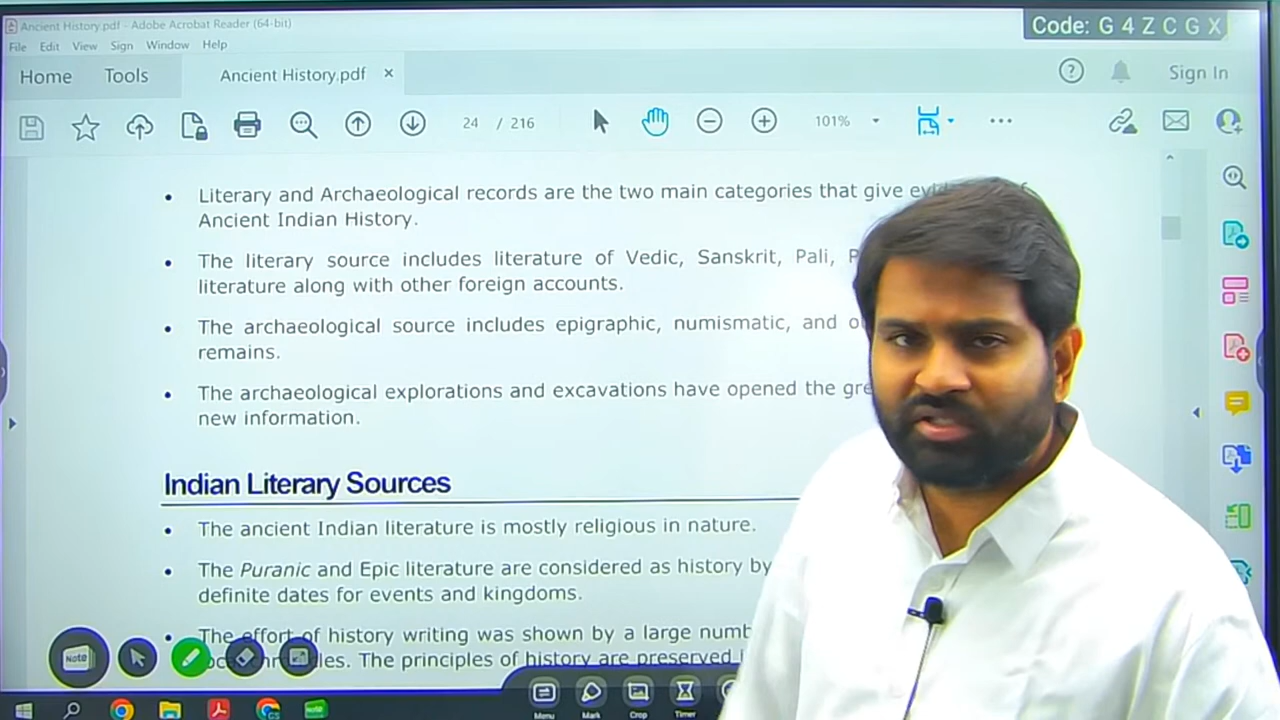 Ancient History.pdf - Adobe Acrobat Reader (64-bit)
Code: G 4 Z C G X
File Edit View Sign Window Help
Home Tools Ancient History.pdf × Sign In
24 / 216 101%
• Literary and Archaeological records are the two main categories that give
Ancient Indian History.
• The literary source includes literature of Vedic, Sanskrit, Pali,
literature along with other foreign accounts.
• The archaeological source includes epigraphic, numismatic, and
remains.
• The archaeological explorations and excavations have opened the
new information.
Indian Literary Sources
• The ancient Indian literature is mostly religious in nature.
• The Puranic and Epic literature are considered as history by
definite dates for events and kingdoms.
• The effort of history writing was shown by a large
The principles of history are preserved
Note
Menu Mark Crop Timer